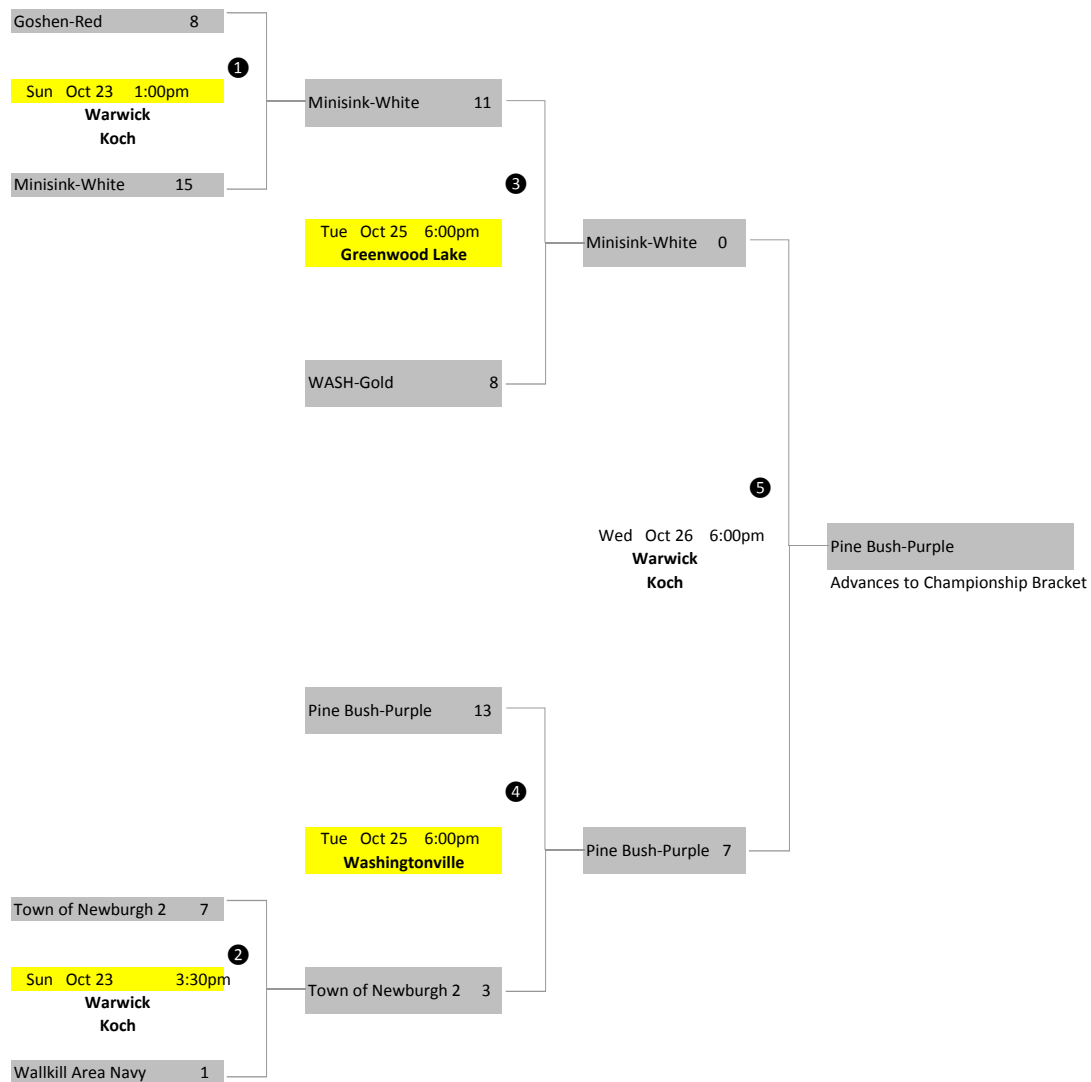 Goshen-Red 8
❶
Sun Oct 23 1:00pm
Warwick
Koch
Minisink-White 15
Minisink-White 11
❸
Tue Oct 25 6:00pm
Greenwood Lake
WASH-Gold 8
Minisink-White 0
❺
Wed Oct 26 6:00pm
Warwick
Koch
Pine Bush-Purple
Advances to Championship Bracket
Pine Bush-Purple 13
❹
Tue Oct 25 6:00pm
Washingtonville
Pine Bush-Purple 7
Town of Newburgh 2 7
❷
Sun Oct 23 3:30pm
Warwick
Koch
Town of Newburgh 2 3
Wallkill Area Navy 1